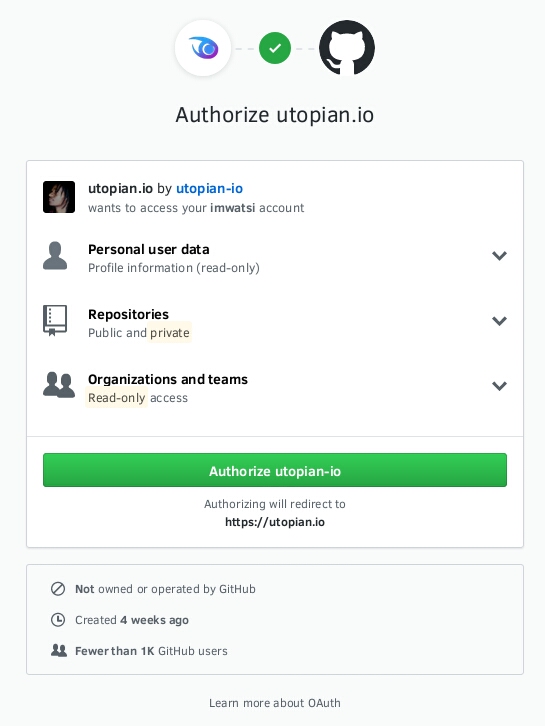 Authorize utopian.io
utopian.io by utopian-io
wants to access your imwatsi account
Personal user data
Profile information (read-only)
Repositories
Public and private
Organizations and teams
Read-only access
Authorize utopian-io
Authorizing will redirect to
https://utopian.io
Not owned or operated by GitHub
Created 4 weeks ago
Fewer than 1K GitHub users
Learn more about OAuth